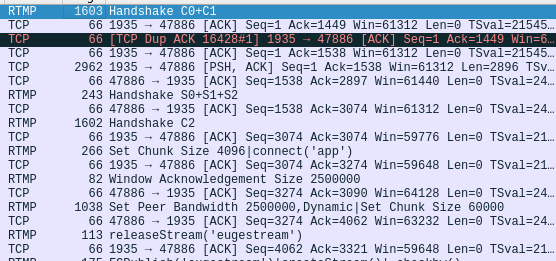 RTMP 1603 Handshake C0+C1
TCP 66 1935 → 47886 [ACK] Seq=1 Ack=1449 Win=61312 Len=0 TSval=21545…
TCP 66 [TCP Dup ACK 16428#1] 1935 → 47886 [ACK] Seq=1 Ack=1449 Win=6…
TCP 66 1935 → 47886 [ACK] Seq=1 Ack=1538 Win=61312 Len=0 TSval=21545…
TCP 2962 1935 → 47886 [PSH, ACK] Seq=1 Ack=1538 Win=61312 Len=2896 TSv…
TCP 66 47886 → 1935 [ACK] Seq=1538 Ack=2897 Win=61440 Len=0 TSval=24…
RTMP 243 Handshake S0+S1+S2
TCP 66 47886 → 1935 [ACK] Seq=1538 Ack=3074 Win=61312 Len=0 TSval=24…
RTMP 1602 Handshake C2
TCP 66 1935 → 47886 [ACK] Seq=3074 Ack=3074 Win=59776 Len=0 TSval=21…
RTMP 266 Set Chunk Size 4096|connect('app')
TCP 66 1935 → 47886 [ACK] Seq=3074 Ack=3274 Win=59648 Len=0 TSval=21…
RTMP 82 Window Acknowledgement Size 2500000
TCP 66 47886 → 1935 [ACK] Seq=3274 Ack=3090 Win=64128 Len=0 TSval=24…
RTMP 1038 Set Peer Bandwidth 2500000,Dynamic|Set Chunk Size 60000
TCP 66 47886 → 1935 [ACK] Seq=3274 Ack=4062 Win=63232 Len=0 TSval=24…
RTMP 113 releaseStream('eugestream')
TCP 66 1935 → 47886 [ACK] Seq=4062 Ack=3321 Win=59648 Len=0 TSval=21…
RTMP 175